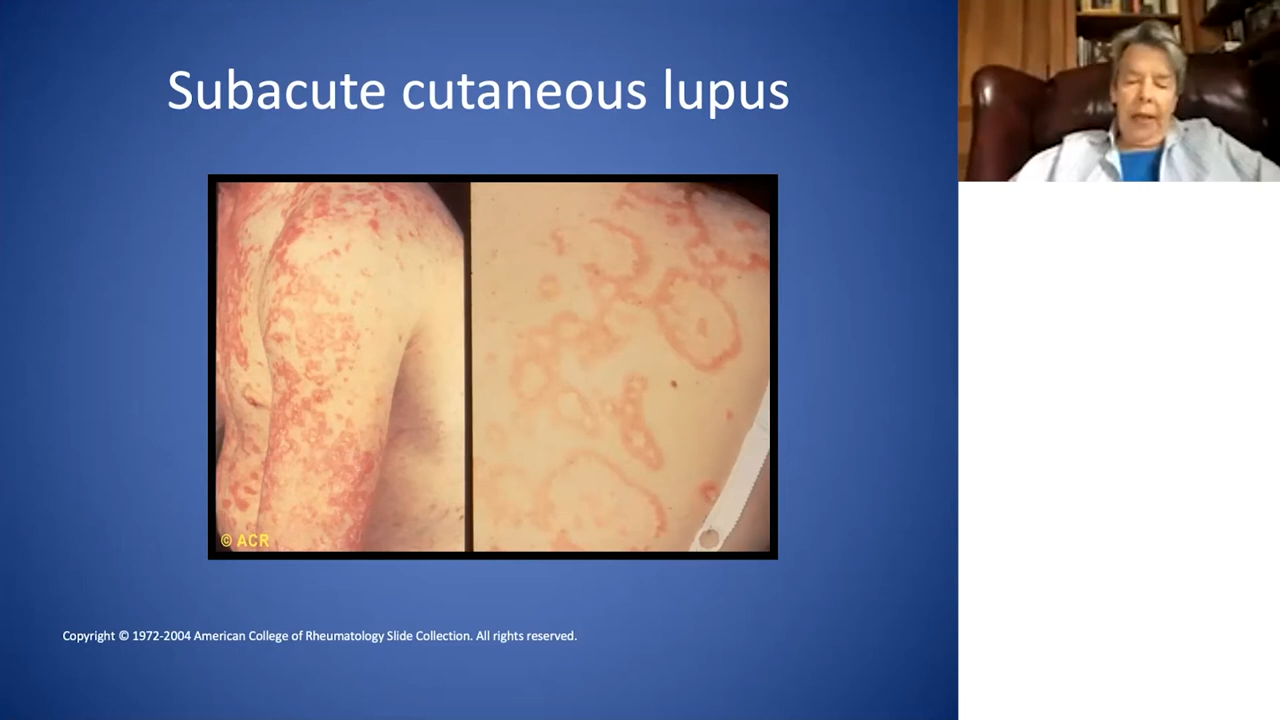 Subacute cutaneous lupus
© ACR
Copyright © 1972-2004 American College of Rheumatology Slide Collection. All rights reserved.